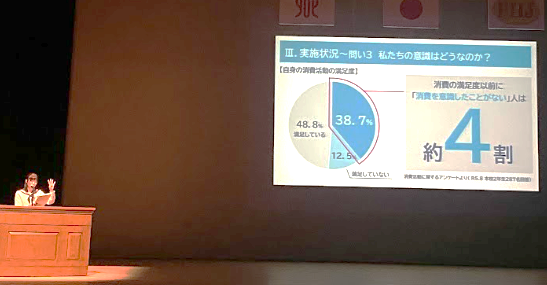 Ⅲ. 実施状況～問い3 私たちの意識はどうなのか？
【自身の消費活動の満足度】
38.7%
48.8%
満足している
12.5%
満足していない
消費の満足度以前に
「消費を意識したことがない」人は
約4割